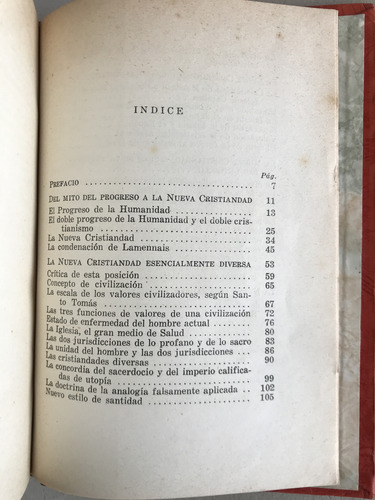 INDICE
Pág.
PREFACIO ........ 7
DEL MITO DEL PROGRESO A LA NUEVA CRISTIANDAD 11
El Progreso de la Humanidad ........ 13
El doble progreso de la Humanidad y el doble cris-
tianismo ........ 25
La Nueva Cristiandad ........ 34
La condenación de Lamennais ........ 45
LA NUEVA CRISTIANDAD ESENCIALMENTE DIVERSA 53
Crítica de esta posición ........ 59
Concepto de civilización ........ 65
La escala de los valores civilizadores, según San-
to Tomás ........ 67
Las tres funciones de valores de una civilización 72
Estado de enfermedad del hombre actual ........ 76
La Iglesia, el gran medio de Salud ........ 80
Las dos jurisdicciones de lo profano y de lo sacro 83
La unidad del hombre y las dos jurisdicciones .. 86
Las cristiandades diversas ........ 90
La concordia del sacerdocio y del imperio califica-
das de utopía ........ 99
La doctrina de la analogía falsamente aplicada .. 102
Nuevo estilo de santidad ........ 105